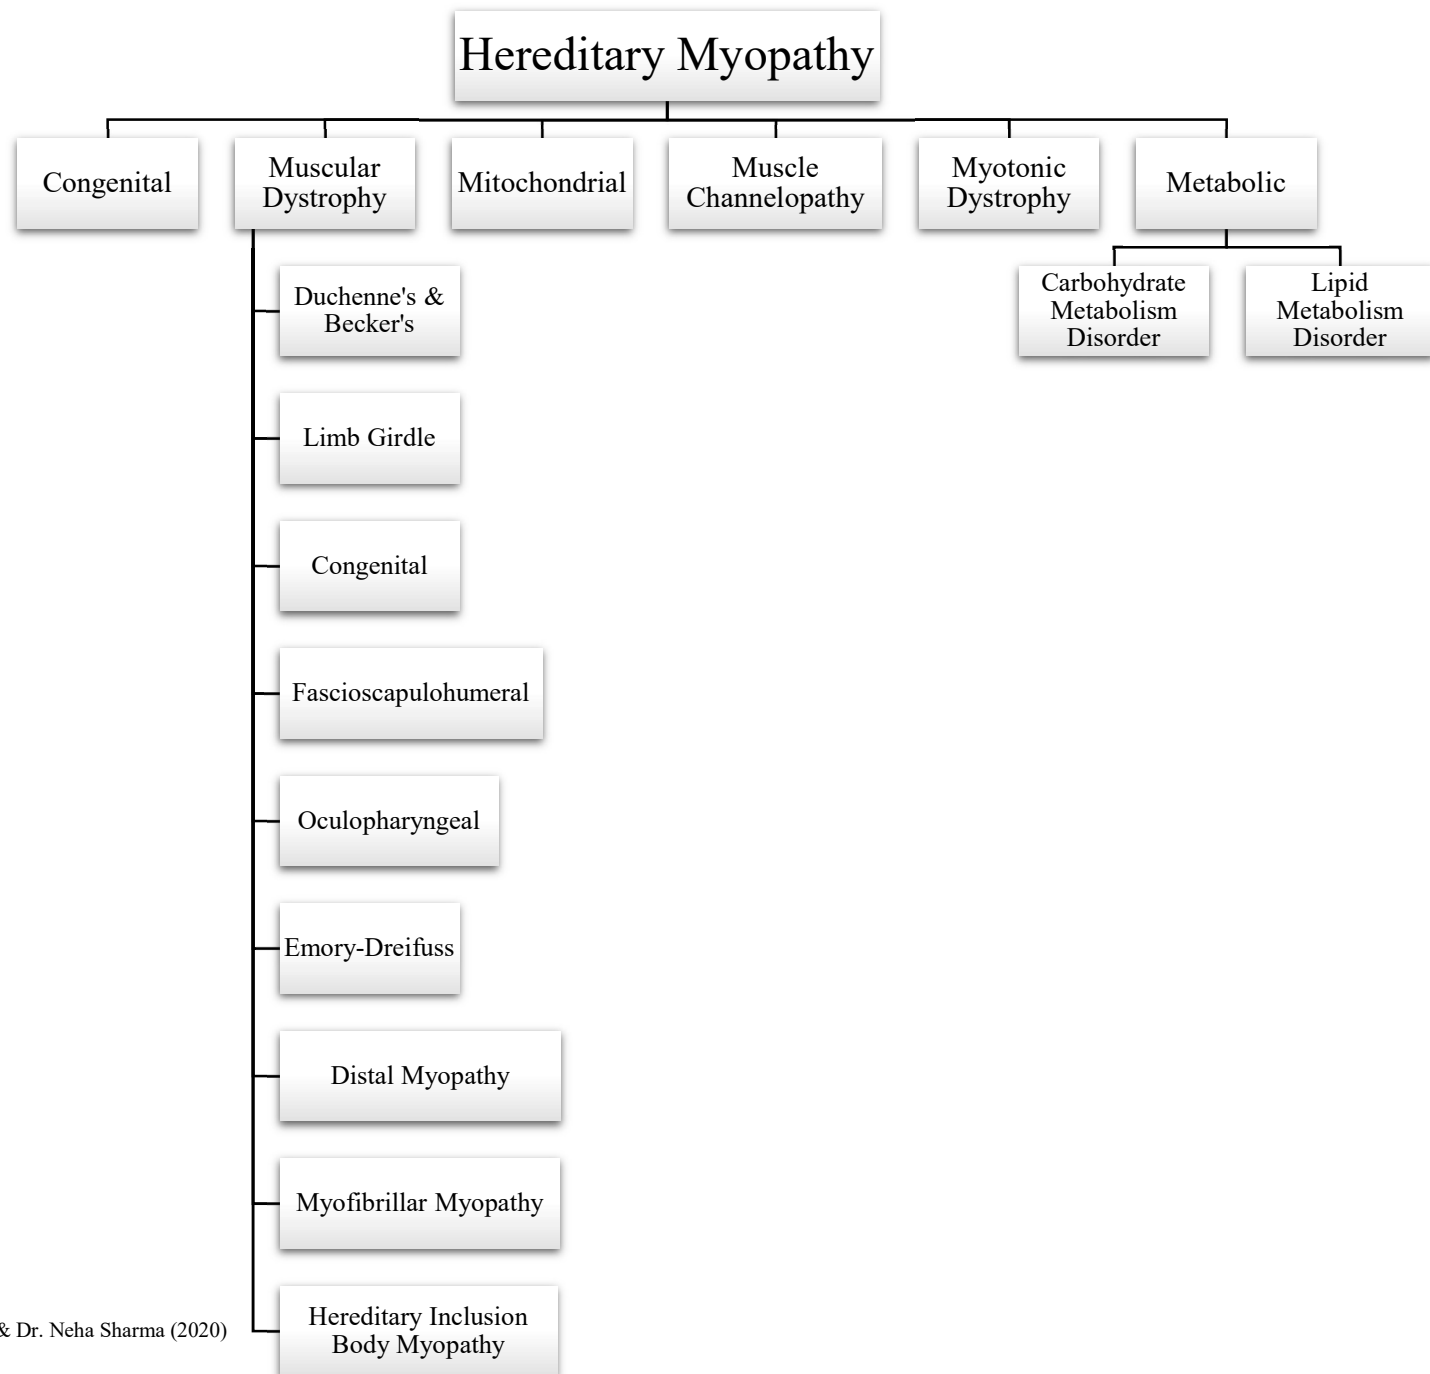 Hereditary Myopathy
Congenital
Muscular
Dystrophy
Mitochondrial
Muscle
Channelopathy
Myotonic
Dystrophy
Metabolic
Duchenne's &
Becker's
Limb Girdle
Congenital
Fascioscapulohumeral
Oculopharyngeal
Emory-Dreifuss
Distal Myopathy
Myofibrillar Myopathy
Hereditary Inclusion
Body Myopathy
Carbohydrate
Metabolism
Disorder
Lipid
Metabolism
Disorder
& Dr. Neha Sharma (2020)